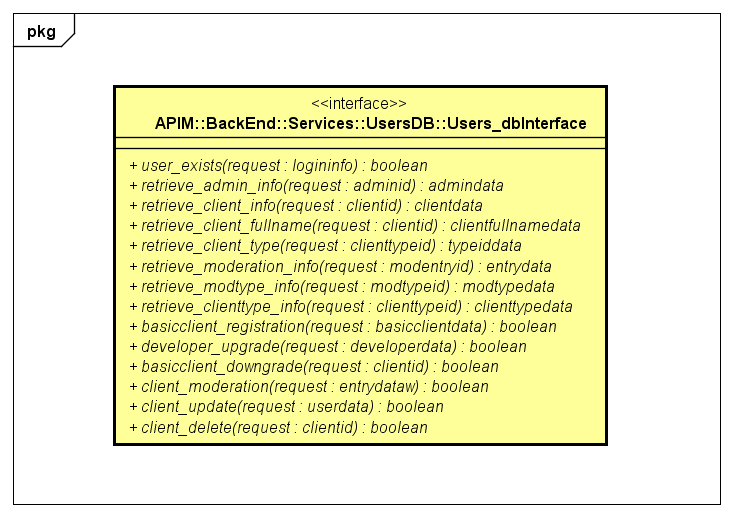 pkg
<<interface>>
APIM::BackEnd::Services::UsersDB::Users_dbInterface
+ user_exists(request : logininfo) : boolean
+ retrieve_admin_info(request : adminid) : admindata
+ retrieve_client_info(request : clientid) : clientdata
+ retrieve_client_fullname(request : clientid) : clientfullnamedata
+ retrieve_client_type(request : clienttypeid) : typeiddata
+ retrieve_moderation_info(request : modentryid) : entrydata
+ retrieve_modtype_info(request : modtypeid) : modtypedata
+ retrieve_clienttype_info(request : clienttypeid) : clienttypedata
+ basicclient_registration(request : basicclientdata) : boolean
+ developer_upgrade(request : developerdata) : boolean
+ basicclient_downgrade(request : clientid) : boolean
+ client_moderation(request : entrydataw) : boolean
+ client_update(request : userdata) : boolean
+ client_delete(request : clientid) : boolean